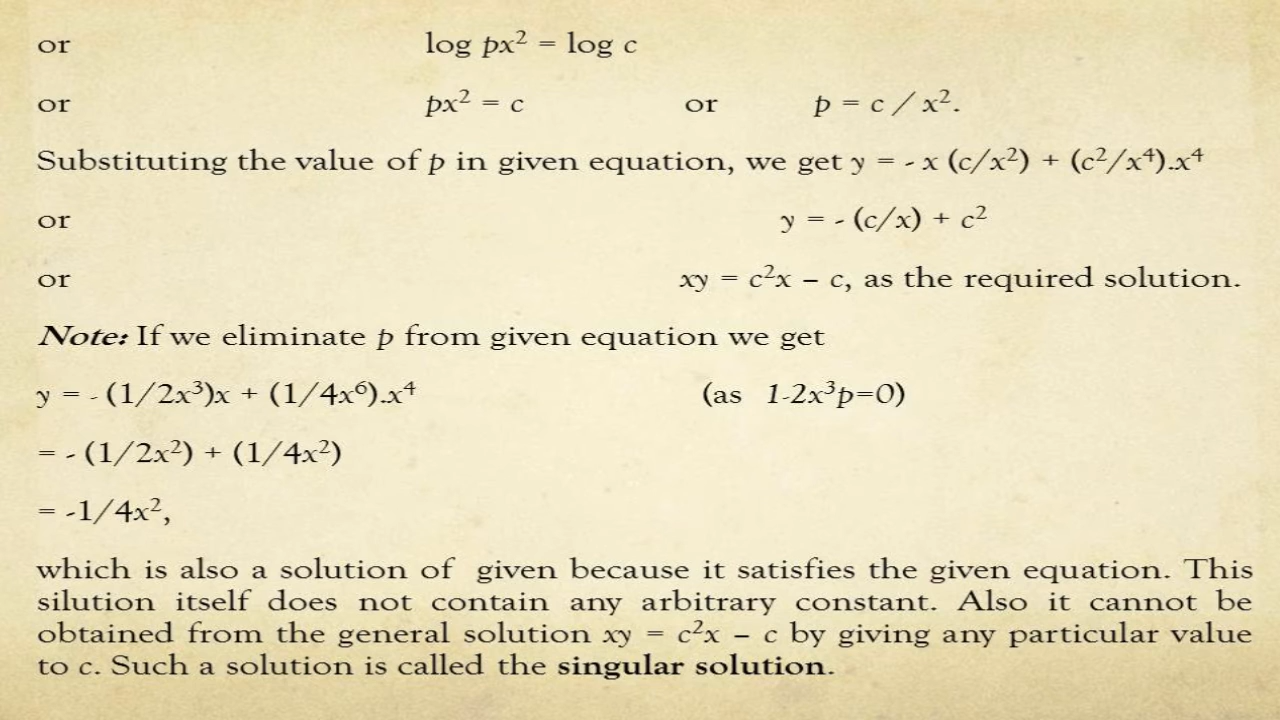 or log px² = log c
or px² = c or p = c / x².
Substituting the value of p in given equation, we get y = - x (c/x²) + (c²/x⁴).x⁴
or y = - (c/x) + c²
or xy = c²x – c, as the required solution.
Note: If we eliminate p from given equation we get
y = - (1/2x³)x + (1/4x⁶).x⁴ (as 1-2x³p=0)
= - (1/2x²) + (1/4x²)
= -1/4x²,
which is also a solution of given because it satisfies the given equation. This
silution itself does not contain any arbitrary constant. Also it cannot be
obtained from the general solution xy = c²x – c by giving any particular value
to c. Such a solution is called the singular solution.